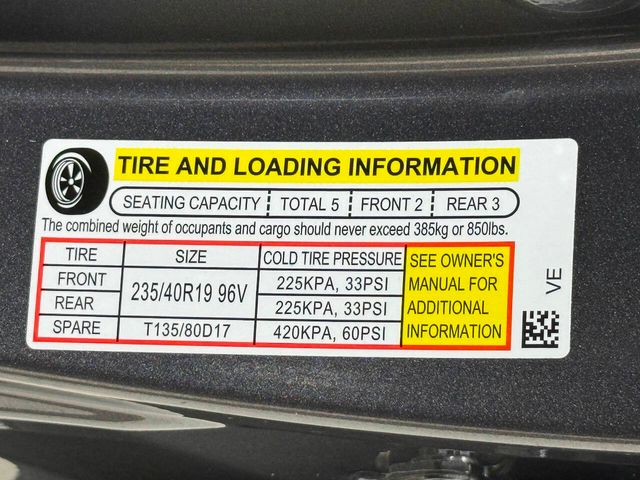 TIRE AND LOADING INFORMATION
SEATING CAPACITY TOTAL 5 FRONT 2 REAR 3
The combined weight of occupants and cargo should never exceed 385kg or 850lbs.
TIRE SIZE COLD TIRE PRESSURE
FRONT 235/40R19 96V 225KPA, 33PSI
REAR 225KPA, 33PSI
SPARE T135/80D17 420KPA, 60PSI
SEE OWNER'S
MANUAL FOR
ADDITIONAL
INFORMATION
VE